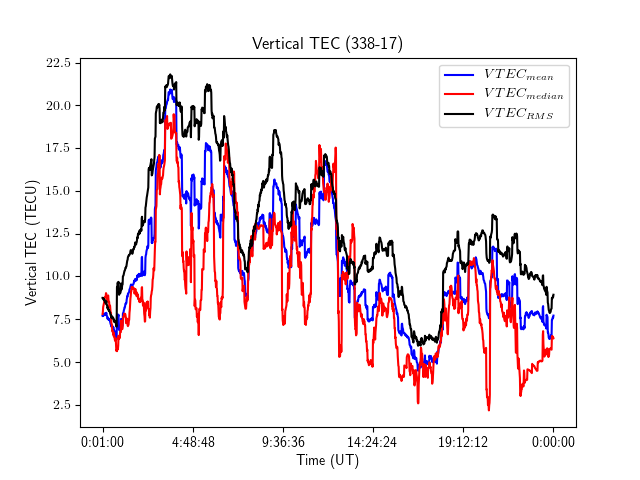 Vertical TEC (338-17)
VTEC_mean
VTEC_median
VTEC_RMS
Vertical TEC (TECU)
22.5
20.0
17.5
15.0
12.5
10.0
7.5
5.0
2.5
0:01:00 4:48:48 9:36:36 14:24:24 19:12:12 0:00:00
Time (UT)